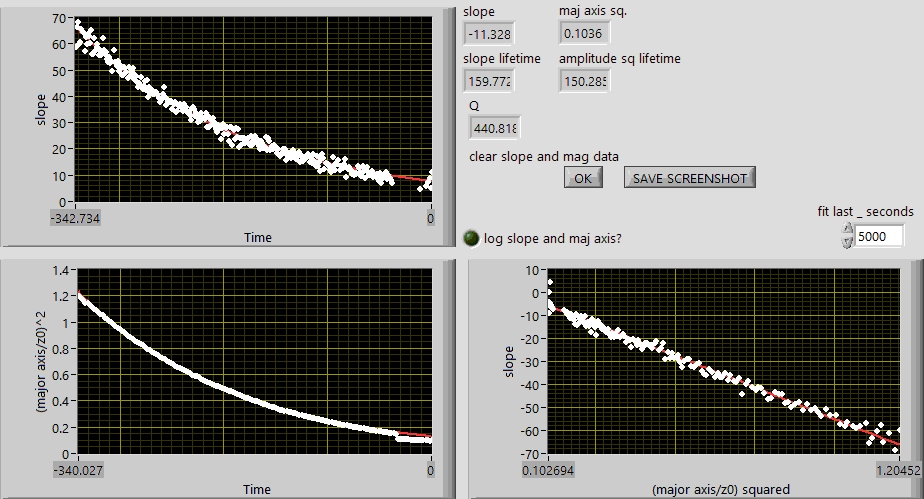 slope
70
60
50
40
30
20
10
0
-342.734
0
Time
slope
-11.328
maj axis sq.
0.1036
slope lifetime
159.772
amplitude sq lifetime
150.285
Q
440.818
clear slope and mag data
OK
SAVE SCREENSHOT
log slope and maj axis?
fit last _ seconds
5000
(major axis/z0)^2
1.4
1.2
1
0.8
0.6
0.4
0.2
0
-340.027
0
Time
slope
10
0
-10
-20
-30
-40
-50
-60
-70
0.102694
1.20452
(major axis/z0) squared